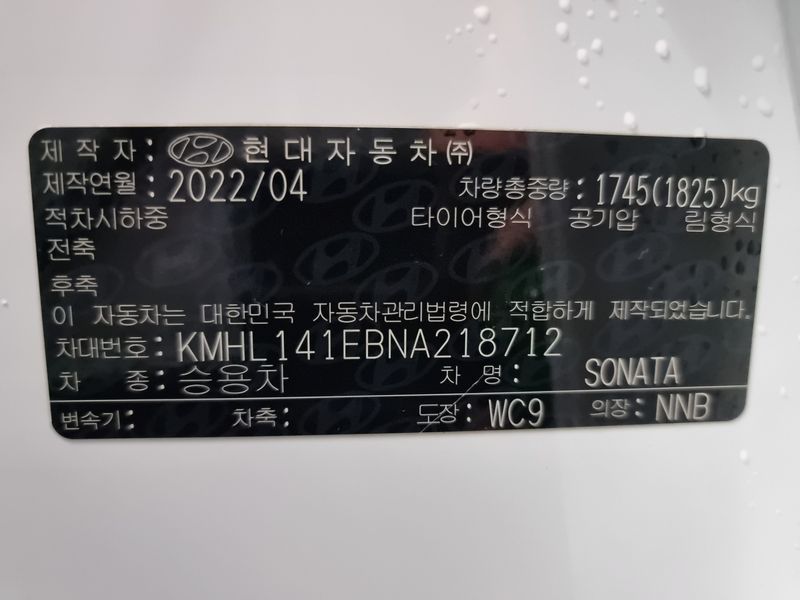 제 작 자 : 현대자동차㈜
제작연월 : 2022/04 차량총중량 : 1745(1825)kg
적차시하중 타이어형식 공기압 림형식
전축
후축
이 자동차는 대한민국 자동차관리법령에 적합하게 제작되었습니다.
차대번호: KMHL141EBNA218712
차 종: 승용차 차 명: SONATA
변속기: 차축: 도장: WC9 의장: NNB